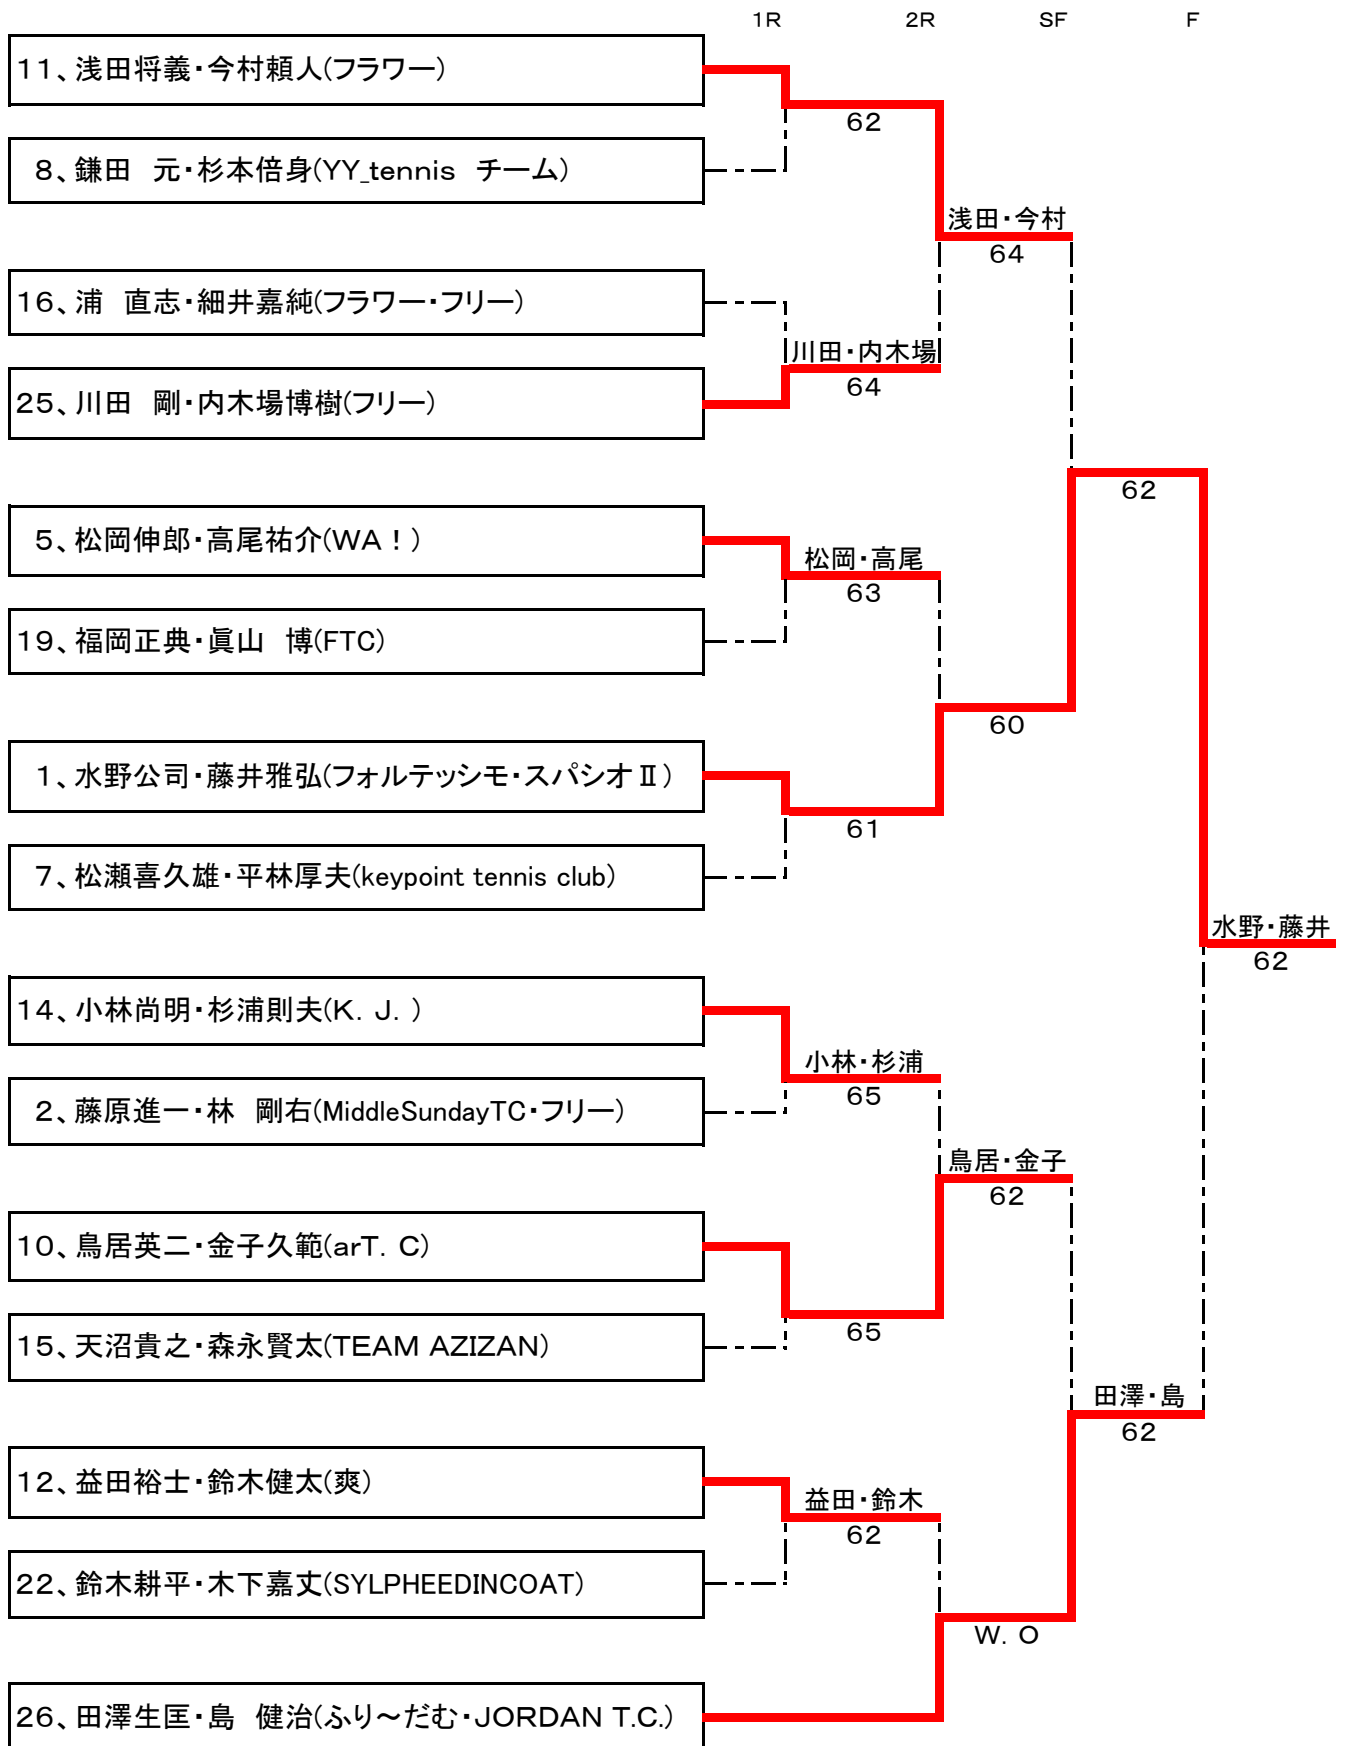 1R 2R SF F
11、浅田将義・今村頼人(フラワー)
62
8、鎌田　元・杉本倍身(YY_tennis　チーム)
浅田・今村
64
16、浦　直志・細井嘉純(フラワー・フリー)
川田・内木場
64
25、川田　剛・内木場博樹(フリー)
62
5、松岡伸郎・高尾祐介(WA！)
松岡・高尾
63
19、福岡正典・眞山　博(FTC)
60
1、水野公司・藤井雅弘(フォルテッシモ・スパシオⅡ)
61
7、松瀬喜久雄・平林厚夫(keypoint tennis club)
水野・藤井
62
14、小林尚明・杉浦則夫(K. J. )
小林・杉浦
65
2、藤原進一・林　剛右(MiddleSundayTC・フリー)
鳥居・金子
62
10、鳥居英二・金子久範(arT. C)
65
15、天沼貴之・森永賢太(TEAM AZIZAN)
田澤・島
62
12、益田裕士・鈴木健太(爽)
益田・鈴木
62
22、鈴木耕平・木下嘉丈(SYLPHEEDINCOAT)
W. O
26、田澤生匡・島　健治(ふり～だむ・JORDAN T.C.)